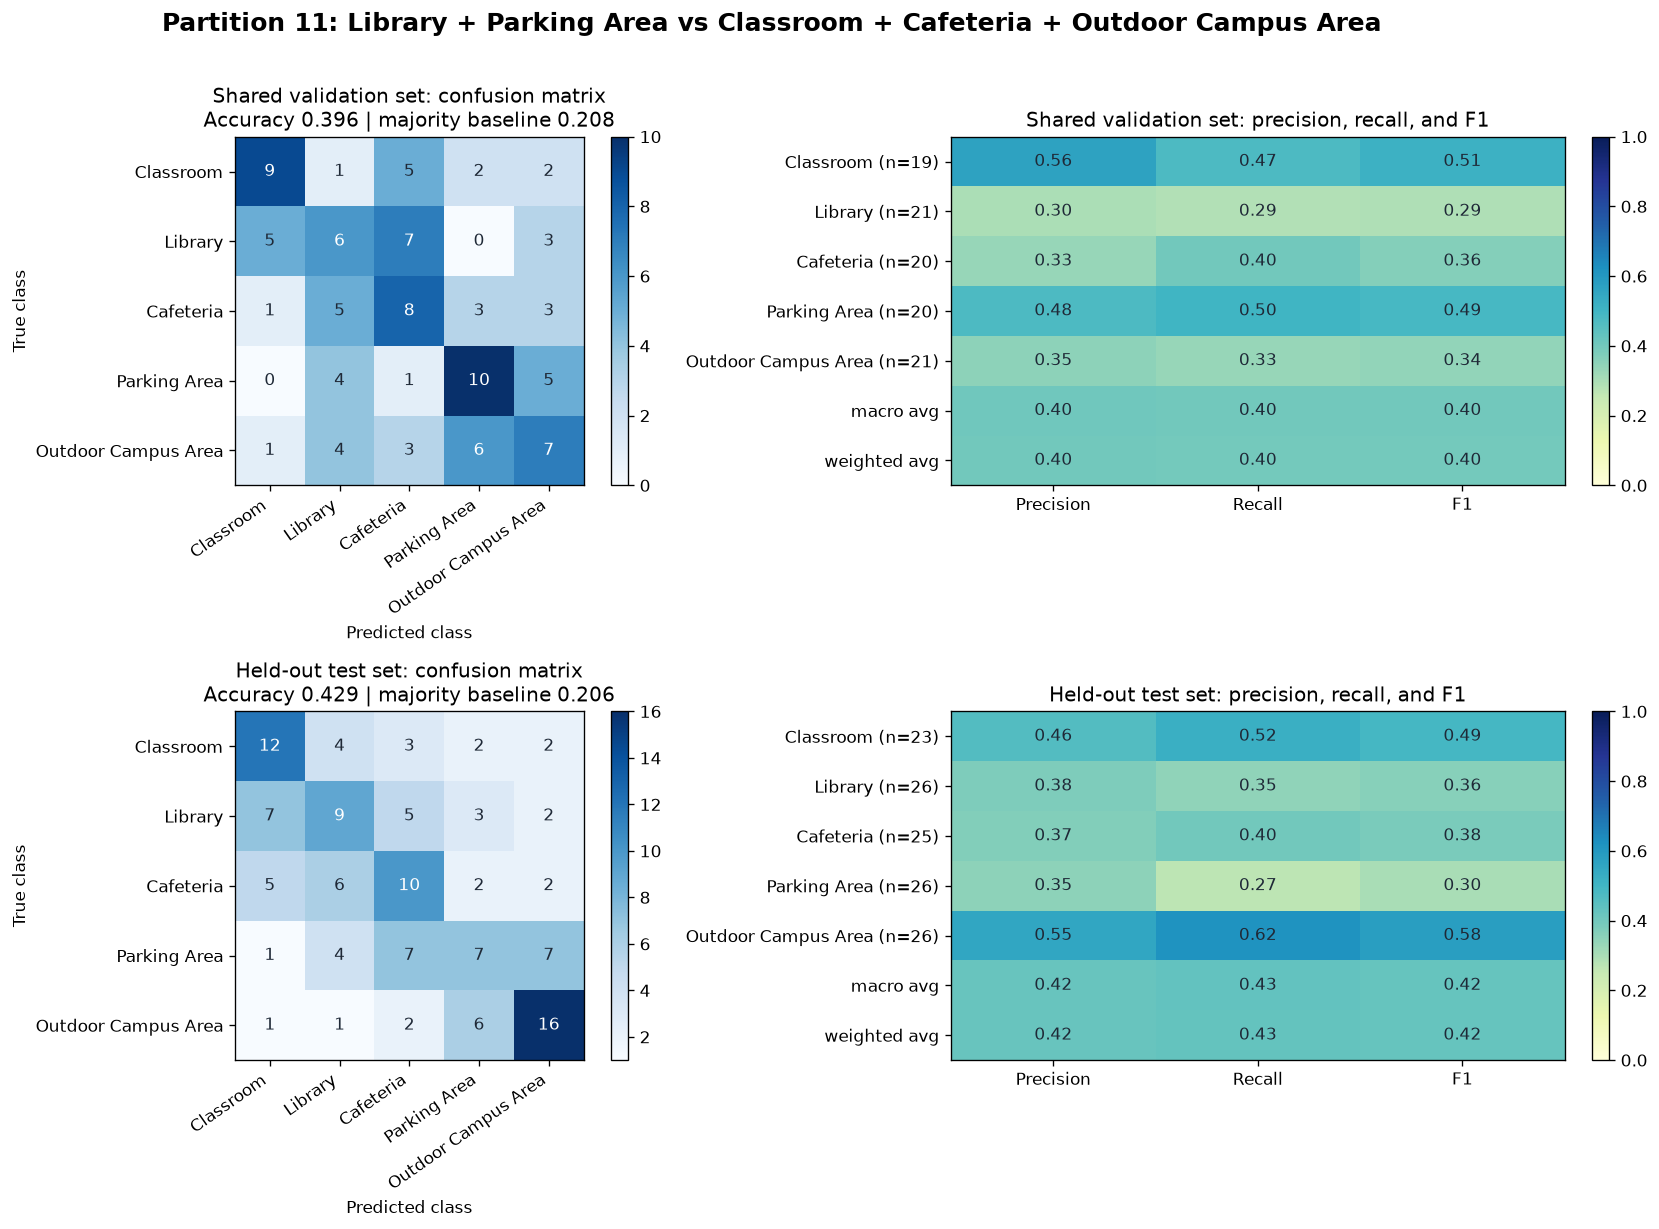 Partition 11: Library + Parking Area vs Classroom + Cafeteria + Outdoor Campus Area
Shared validation set: confusion matrix
Accuracy 0.396 | majority baseline 0.208
True class
Classroom 9 1 5 2 2
Library 5 6 7 0 3
Cafeteria 1 5 8 3 3
Parking Area 0 4 1 10 5
Outdoor Campus Area 1 4 3 6 7
Classroom Library Cafeteria Parking Area Outdoor Campus Area
Predicted class
10
8
6
4
2
0
Shared validation set: precision, recall, and F1
Classroom (n=19) 0.56 0.47 0.51
Library (n=21) 0.30 0.29 0.29
Cafeteria (n=20) 0.33 0.40 0.36
Parking Area (n=20) 0.48 0.50 0.49
Outdoor Campus Area (n=21) 0.35 0.33 0.34
macro avg 0.40 0.40 0.40
weighted avg 0.40 0.40 0.40
Precision Recall F1
1.0
0.8
0.6
0.4
0.2
0.0
Held-out test set: confusion matrix
Accuracy 0.429 | majority baseline 0.206
True class
Classroom 12 4 3 2 2
Library 7 9 5 3 2
Cafeteria 5 6 10 2 2
Parking Area 1 4 7 7 7
Outdoor Campus Area 1 1 2 6 16
Classroom Library Cafeteria Parking Area Outdoor Campus Area
Predicted class
16
14
12
10
8
6
4
2
Held-out test set: precision, recall, and F1
Classroom (n=23) 0.46 0.52 0.49
Library (n=26) 0.38 0.35 0.36
Cafeteria (n=25) 0.37 0.40 0.38
Parking Area (n=26) 0.35 0.27 0.30
Outdoor Campus Area (n=26) 0.55 0.62 0.58
macro avg 0.42 0.43 0.42
weighted avg 0.42 0.43 0.42
Precision Recall F1
1.0
0.8
0.6
0.4
0.2
0.0